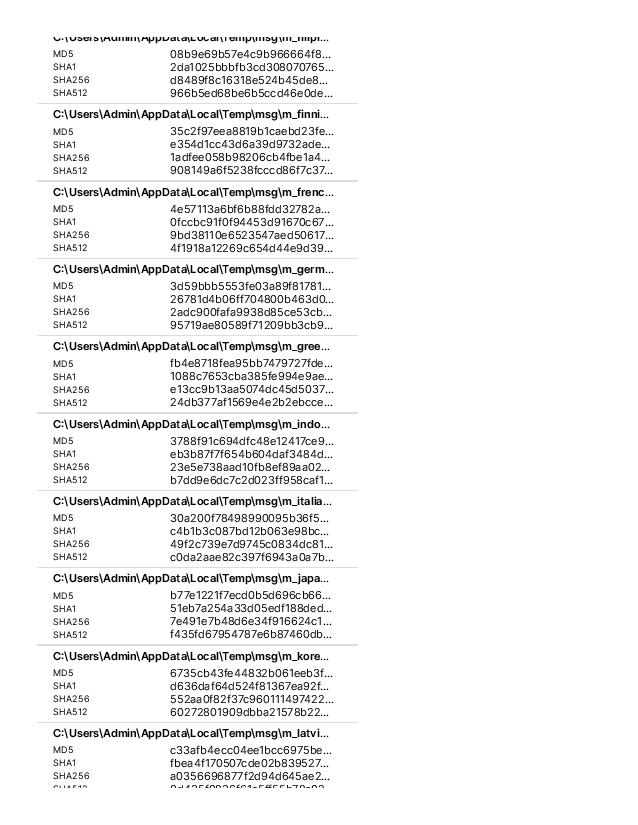 C:\Users\Admin\AppData\Local\Temp\msg\m_filipi...
MD5 08b9e69b57e4c9b966664f8...
SHA1 2da1025bbbfb3cd308070765...
SHA256 d8489f8c16318e524b45de8...
SHA512 966b5ed68be6b5ccd46e0de...
C:\Users\Admin\AppData\Local\Temp\msg\m_finni...
MD5 35c2f97eea8819b1caebd23fe...
SHA1 e354d1cc43d6a39d9732ade...
SHA256 1adfee058b98206cb4fbe1a4...
SHA512 908149a6f5238fcccd86f7c37...
C:\Users\Admin\AppData\Local\Temp\msg\m_frenc...
MD5 4e57113a6bf6b88fdd32782a...
SHA1 0fccbc91f0f94453d91670c67...
SHA256 9bd38110e6523547aed50617...
SHA512 4f1918a12269c654d44e9d39...
C:\Users\Admin\AppData\Local\Temp\msg\m_germ...
MD5 3d59bbb5553fe03a89f81781...
SHA1 26781d4b06ff704800b463d0...
SHA256 2adc900fafa9938d85ce53cb...
SHA512 95719ae80589f71209bb3cb9...
C:\Users\Admin\AppData\Local\Temp\msg\m_gree...
MD5 fb4e8718fea95bb7479727fde...
SHA1 1088c7653cba385fe994e9ae...
SHA256 e13cc9b13aa5074dc45d5037...
SHA512 24db377af1569e4e2b2ebcce...
C:\Users\Admin\AppData\Local\Temp\msg\m_indo...
MD5 3788f91c694dfc48e12417ce9...
SHA1 eb3b87f7f654b604daf3484d...
SHA256 23e5e738aad10fb8ef89aa02...
SHA512 b7dd9e6dc7c2d023ff958caf1...
C:\Users\Admin\AppData\Local\Temp\msg\m_italia...
MD5 30a200f78498990095b36f5...
SHA1 c4b1b3c087bd12b063e98bc...
SHA256 49f2c739e7d9745c0834dc81...
SHA512 c0da2aae82c397f6943a0a7b...
C:\Users\Admin\AppData\Local\Temp\msg\m_japa...
MD5 b77e1221f7ecd0b5d696cb66...
SHA1 51eb7a254a33d05edf188ded...
SHA256 7e491e7b48d6e34f916624c1...
SHA512 f435fd67954787e6b87460db...
C:\Users\Admin\AppData\Local\Temp\msg\m_kore...
MD5 6735cb43fe44832b061eeb3f...
SHA1 d636daf64d524f81367ea92f...
SHA256 552aa0f82f37c960111497422...
SHA512 60272801909dbba21578b22...
C:\Users\Admin\AppData\Local\Temp\msg\m_latvi...
MD5 c33afb4ecc04ee1bcc6975be...
SHA1 fbea4f170507cde02b839527...
SHA256 a0356696877f2d94d645ae2...
SHA512